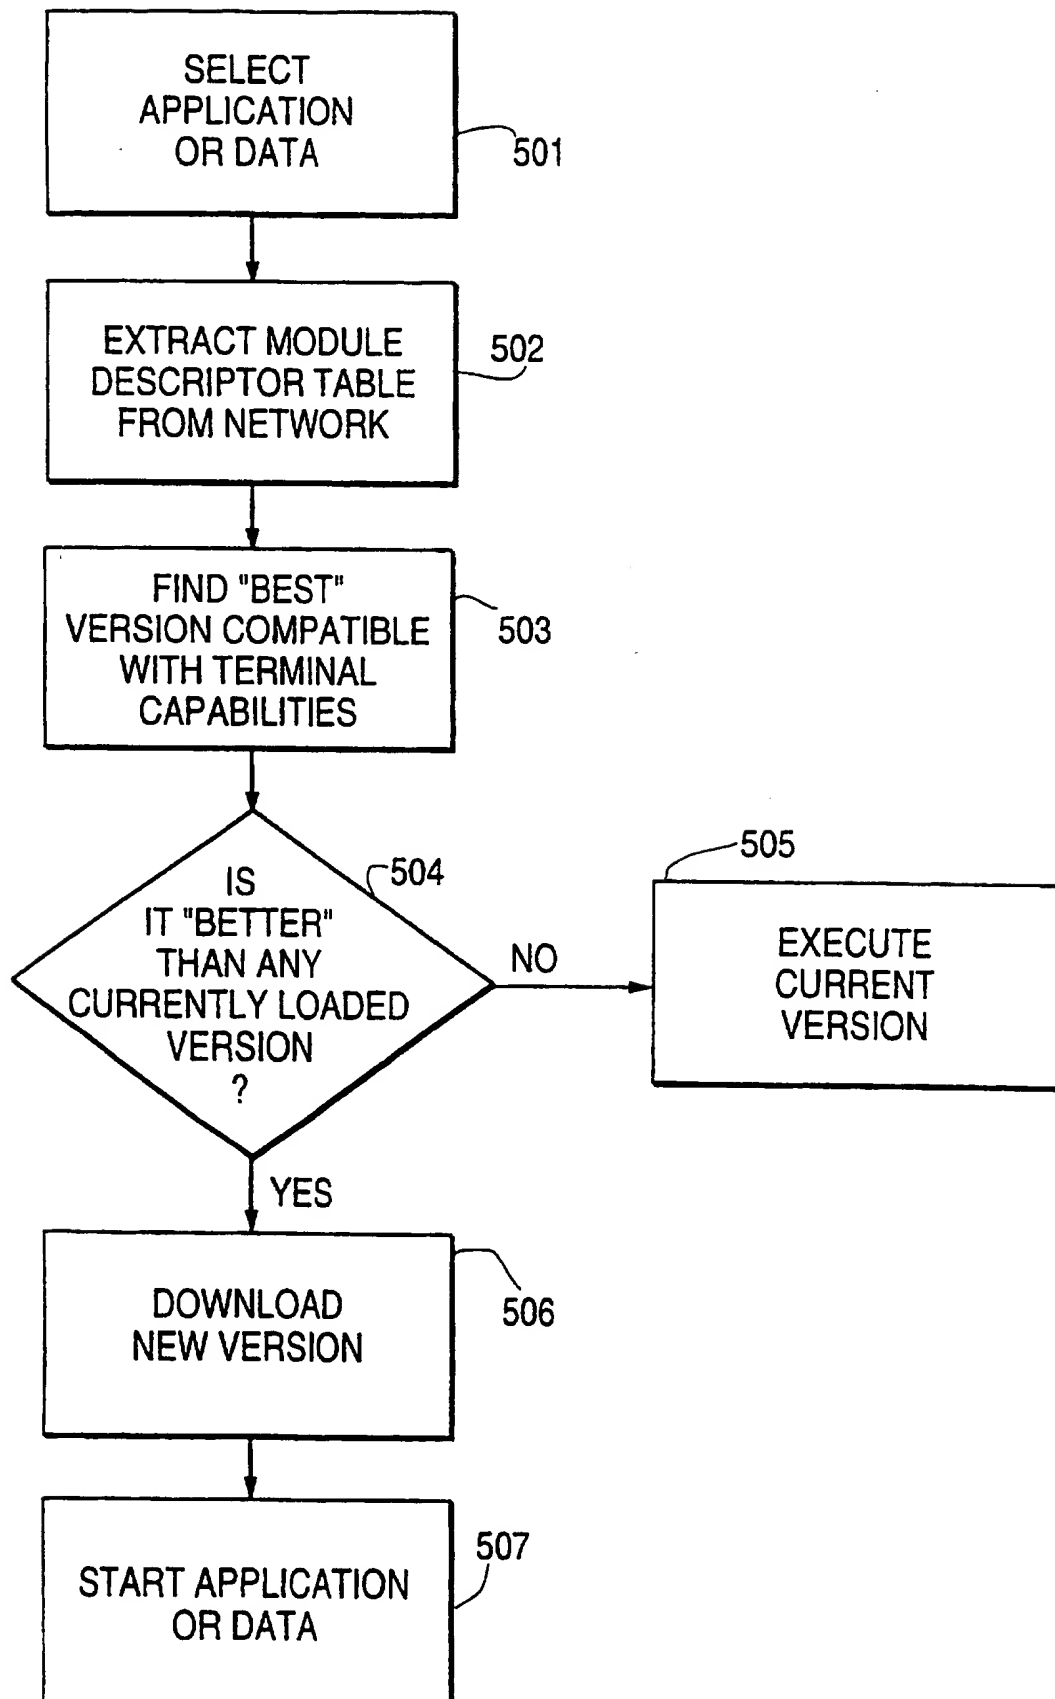 SELECT
APPLICATION
OR DATA
501
EXTRACT MODULE
DESCRIPTOR TABLE
FROM NETWORK
502
FIND "BEST"
VERSION COMPATIBLE
WITH TERMINAL
CAPABILITIES
503
IS
IT "BETTER"
THAN ANY
CURRENTLY LOADED
VERSION
?
504
NO
505
EXECUTE
CURRENT
VERSION
YES
DOWNLOAD
NEW VERSION
506
START APPLICATION
OR DATA
507